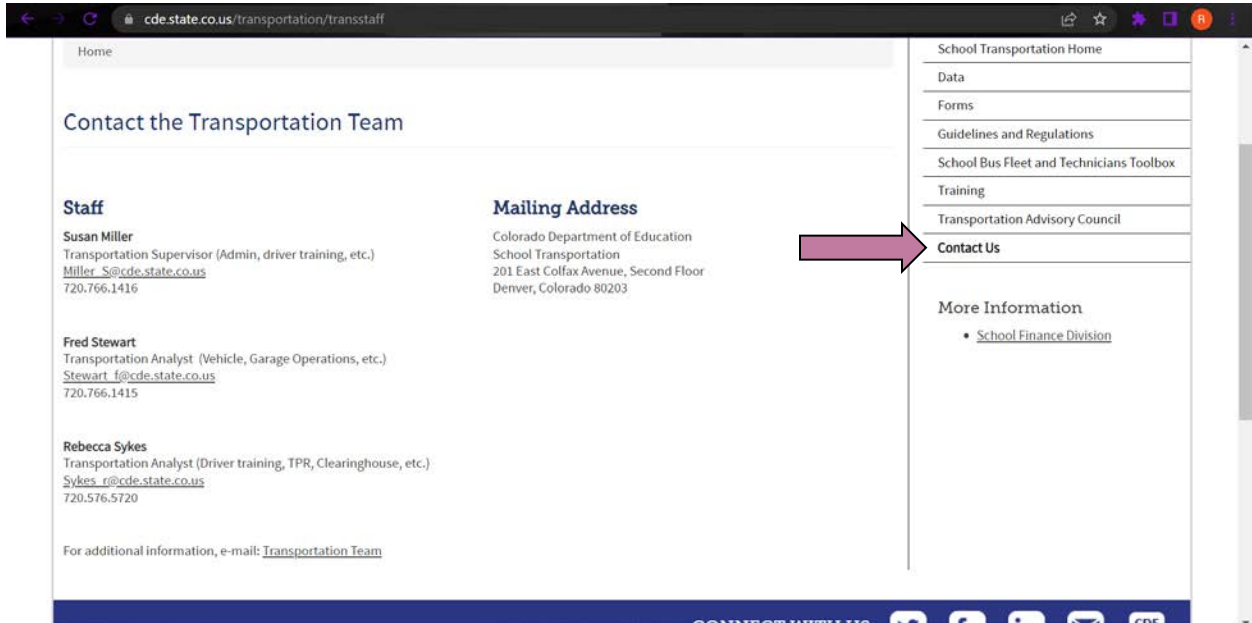 cde.state.co.us/transportation/transstaff
R
Home
Contact the Transportation Team
Staff
Susan Miller
Transportation Supervisor (Admin, driver training, etc.)
Miller_S@cde.state.co.us
720.766.1416
Fred Stewart
Transportation Analyst (Vehicle, Garage Operations, etc.)
Stewart_f@cde.state.co.us
720.766.1415
Rebecca Sykes
Transportation Analyst (Driver training, TPR, Clearinghouse, etc.)
Sykes_r@cde.state.co.us
720.576.5720
For additional information, e-mail: Transportation Team
Mailing Address
Colorado Department of Education
School Transportation
201 East Colfax Avenue, Second Floor
Denver, Colorado 80203
School Transportation Home
Data
Forms
Guidelines and Regulations
School Bus Fleet and Technicians Toolbox
Training
Transportation Advisory Council
Contact Us
More Information
School Finance Division
CONNECT WITH US
CDE